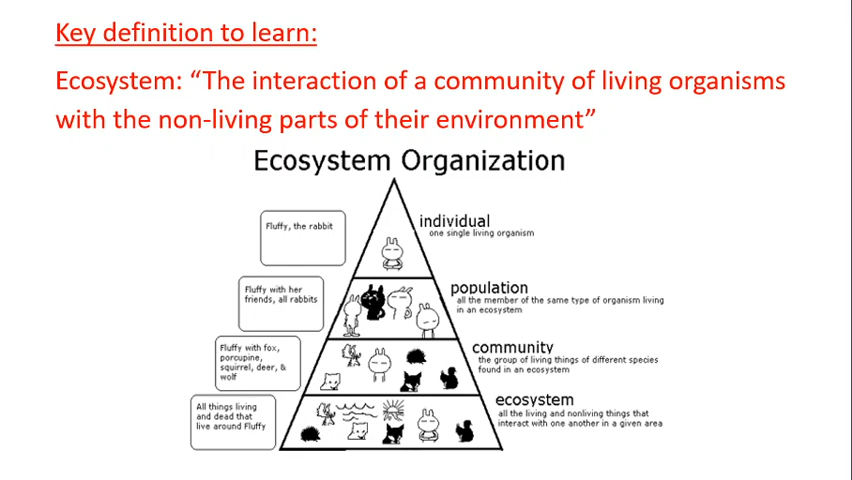 Key definition to learn:
Ecosystem: “The interaction of a community of living organisms
with the non-living parts of their environment”
Ecosystem Organization
Fluffy, the rabbit
individual
one single living organism
Fluffy with her
friends, all rabbits
population
all the member of the same type of organism living
in an ecosystem
Fluffy with fox,
porcupine,
squirrel, deer, &
wolf
community
the group of living things of different species
found in an ecosystem
All things living
and dead that
live around Fluffy
ecosystem
all the living and nonliving things that
interact with one another in a given area